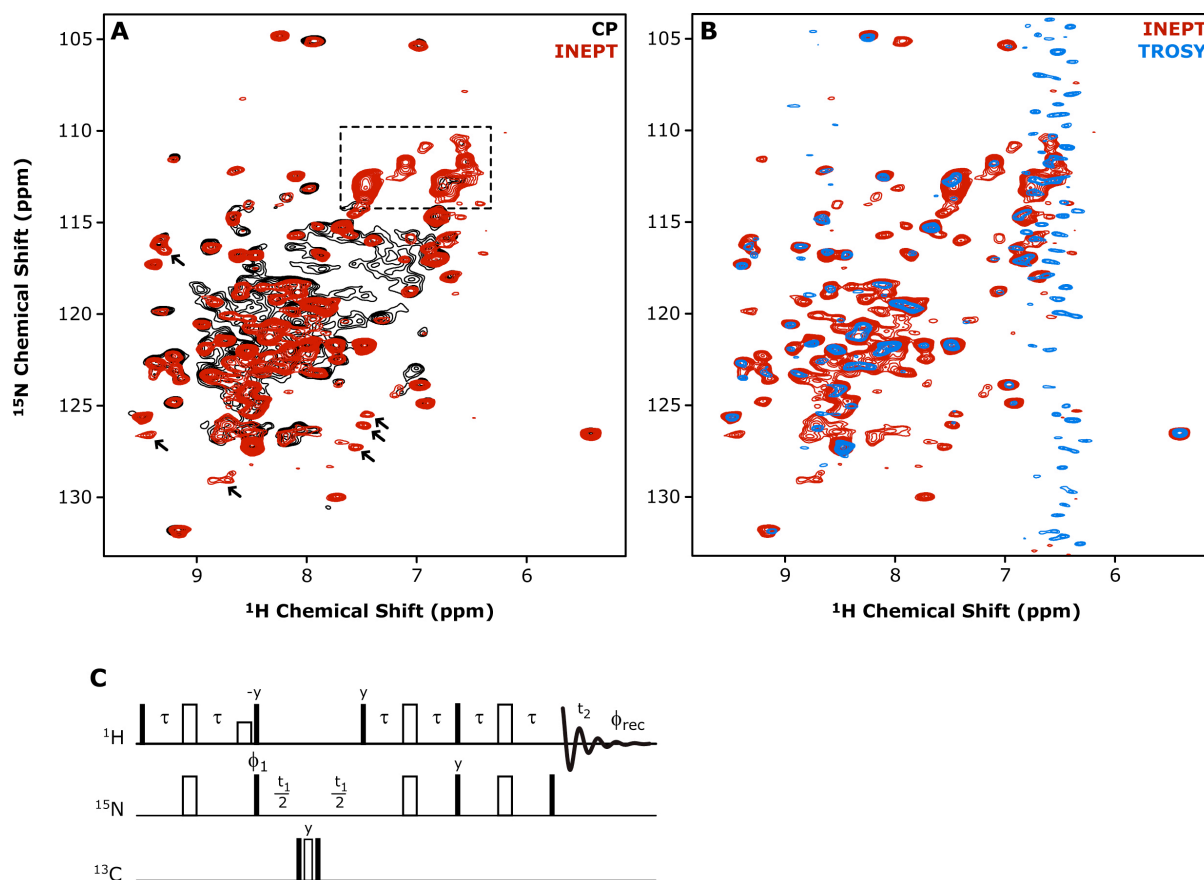 A
CP
INEPT
B
INEPT
TROSY
105
110
115
120
125
130
15N Chemical Shift (ppm)
9
8
7
6
1H Chemical Shift (ppm)
105
110
115
120
125
130
9
8
7
6
1H Chemical Shift (ppm)
C
-y
y
τ τ τ τ τ τ
t2
ϕrec
1H
ϕ1
t1/2
t1/2
y
15N
y
13C